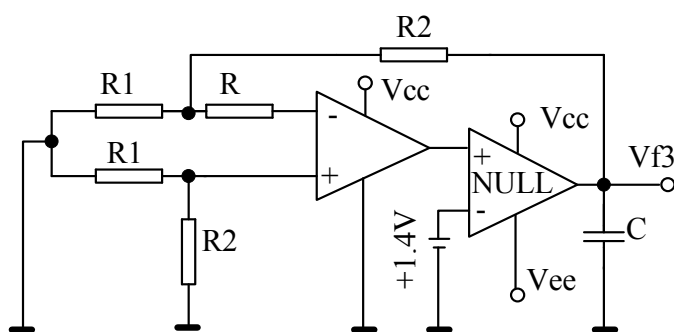 R2
R1
R
Vcc
-
Vcc
R1
+
+
NULL
-
Vf3
R2
+1.4V
C
Vee